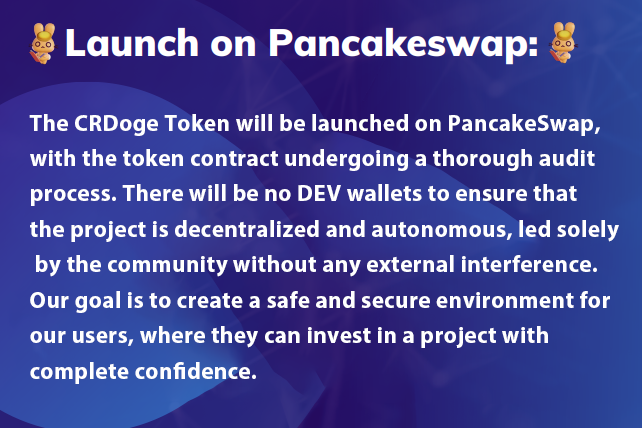 Launch on Pancakeswap:
The CRDoge Token will be launched on PancakeSwap,
with the token contract undergoing a thorough audit
process. There will be no DEV wallets to ensure that
the project is decentralized and autonomous, led solely
by the community without any external interference.
Our goal is to create a safe and secure environment for
our users, where they can invest in a project with
complete confidence.